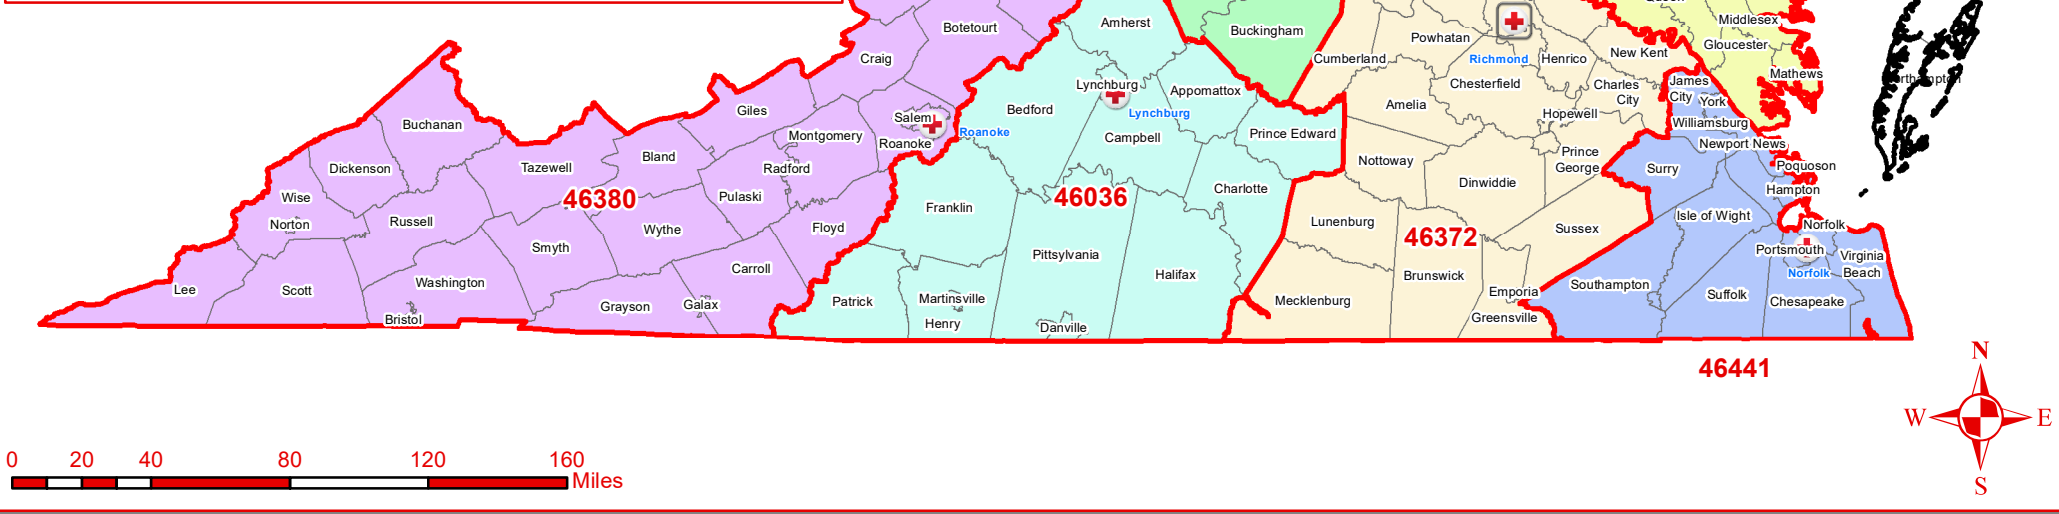 Botetourt
Amherst
Buckingham
Queen
Middlesex
Powhatan
Gloucester
Craig
Cumberland
Richmond
Henrico
New Kent
Mathews
Lynchburg
Appomattox
Chesterfield
Charles
City
James
City
York
Giles
Bedford
Lynchburg
Amelia
Hopewell
Williamsburg
Buchanan
Salem
Roanoke
Montgomery
Roanoke
Campbell
Prince Edward
Newport News
Dickenson
Tazewell
Bland
Radford
Nottoway
Prince
George
Surry
Poquoson
Wise
46380
Pulaski
46036
Charlotte
Dinwiddie
Hampton
Norton
Russell
Wythe
Floyd
Franklin
Lunenburg
46372
Sussex
Isle of Wight
Norfolk
Smyth
Pittsylvania
Portsmouth
Virginia
Beach
Norfolk
Lee
Scott
Washington
Carroll
Halifax
Brunswick
Southampton
Bristol
Grayson
Galax
Patrick
Martinsville
Henry
Danville
Mecklenburg
Emporia
Greensville
Suffolk
Chesapeake
46441
N
W
E
S
0 20 40 80 120 160
Miles